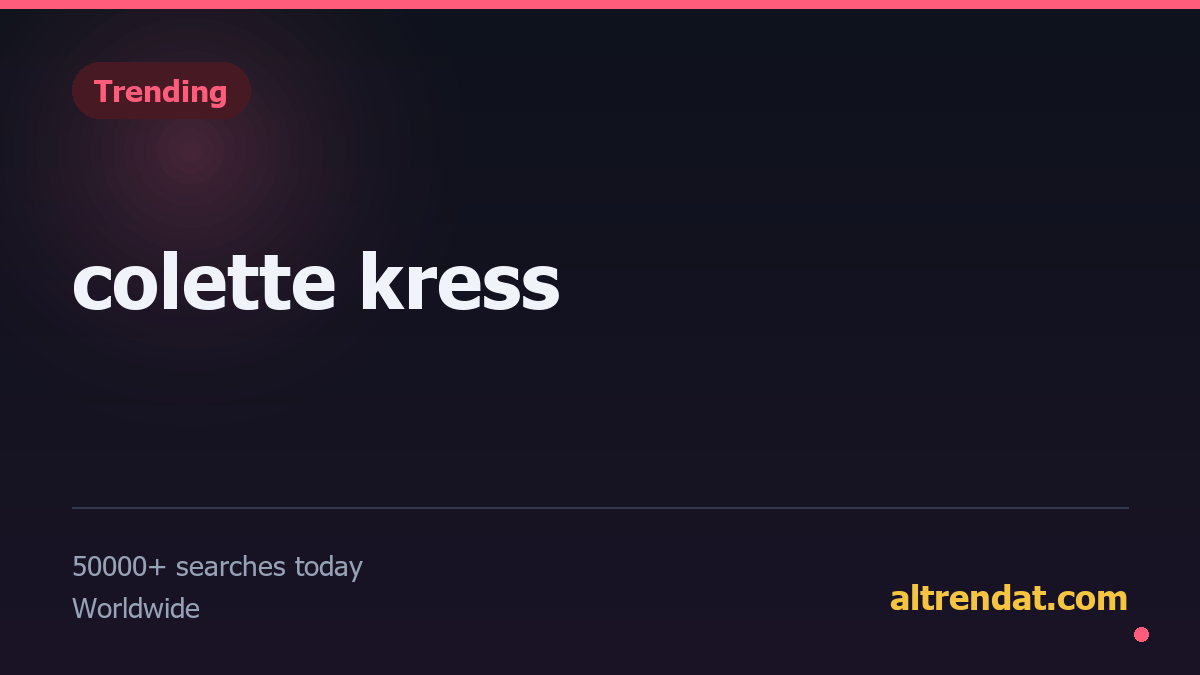 Trending
colette kress
50000+ searches today
Worldwide
altrendat.com